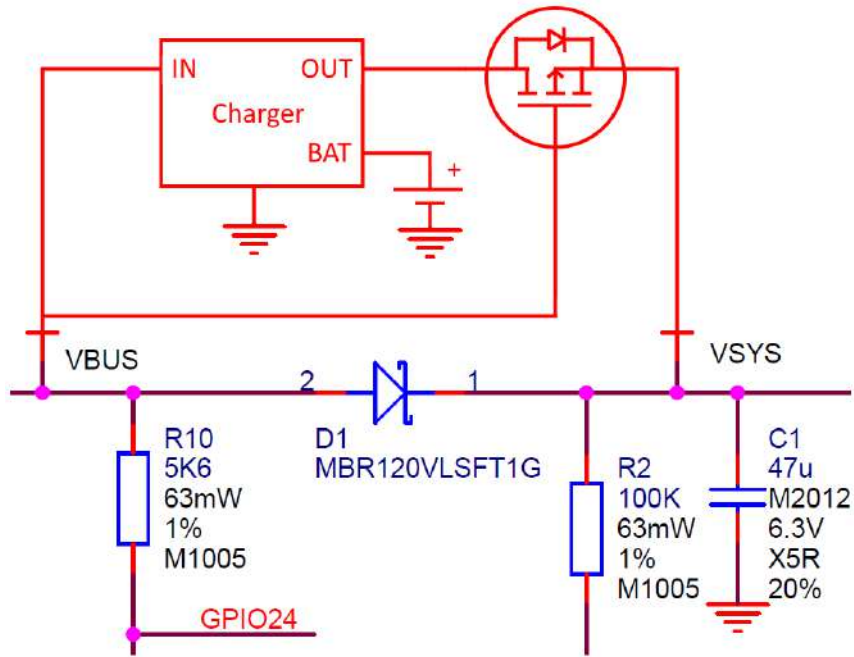 IN
OUT
Charger
BAT
+
VBUS
VSYS
2
1
R10
5K6
63mW
1%
M1005
D1
MBR120VLSFT1G
R2
100K
63mW
1%
M1005
C1
47u
M2012
6.3V
X5R
20%
GPIO24